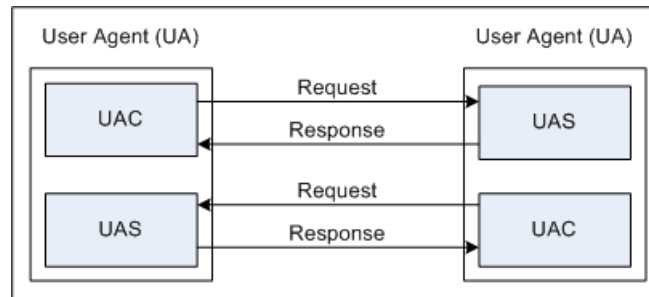 User Agent (UA)
User Agent (UA)
Request
UAC
UAS
Response
Request
UAS
UAC
Response